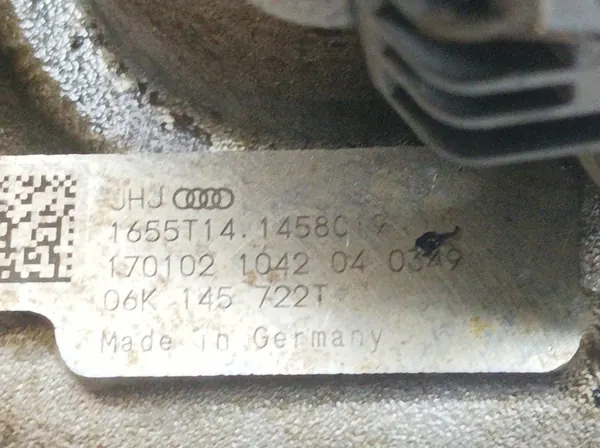 JHJ
1655T14.1458C19
170102 1042 04 0349
06K 145 722T
Made in Germany